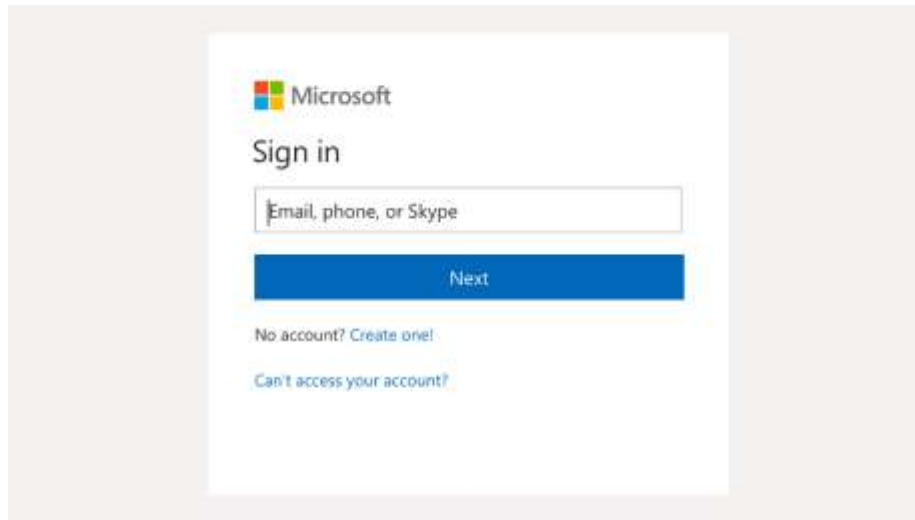 Microsoft
Sign in
Email, phone, or Skype
Next
No account? Create one!
Can't access your account?